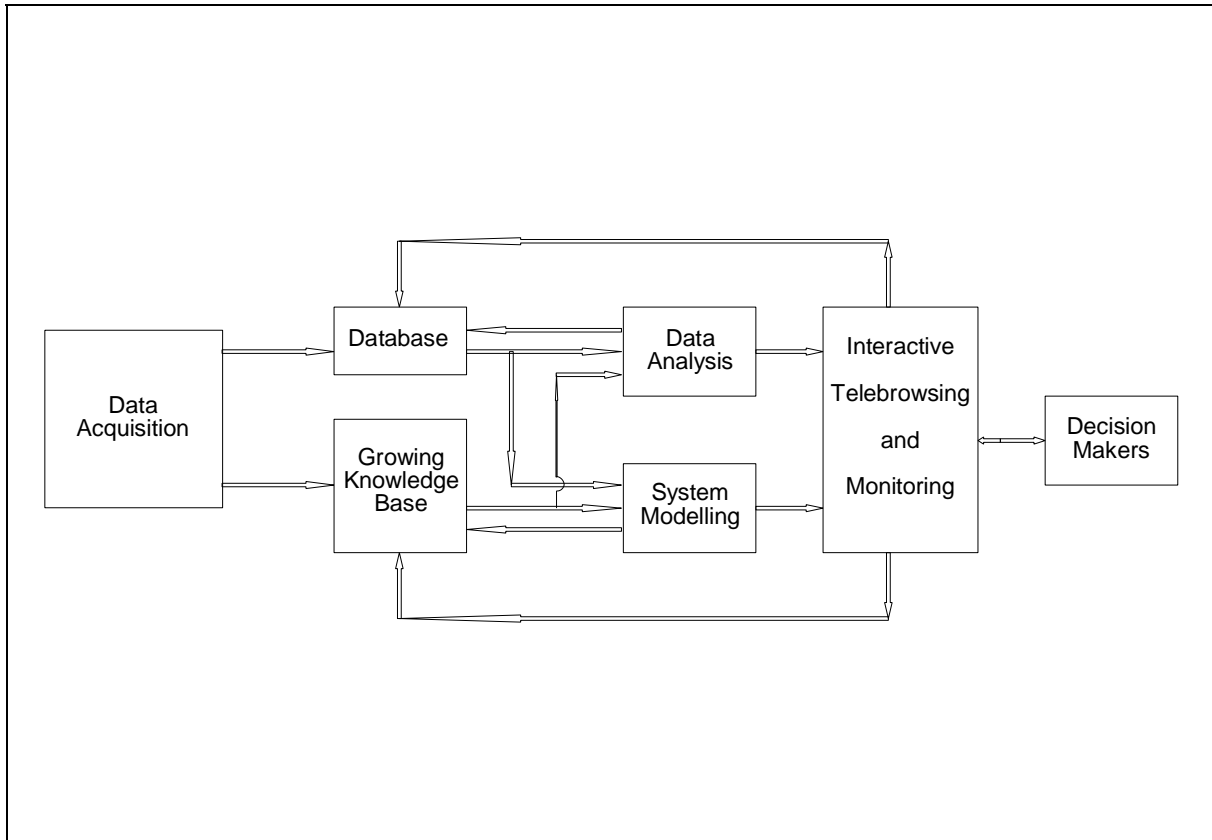 Data
Acquisition
Database
Growing
Knowledge
Base
Data
Analysis
System
Modelling
Interactive
Telebrowsing
and
Monitoring
Decision
Makers